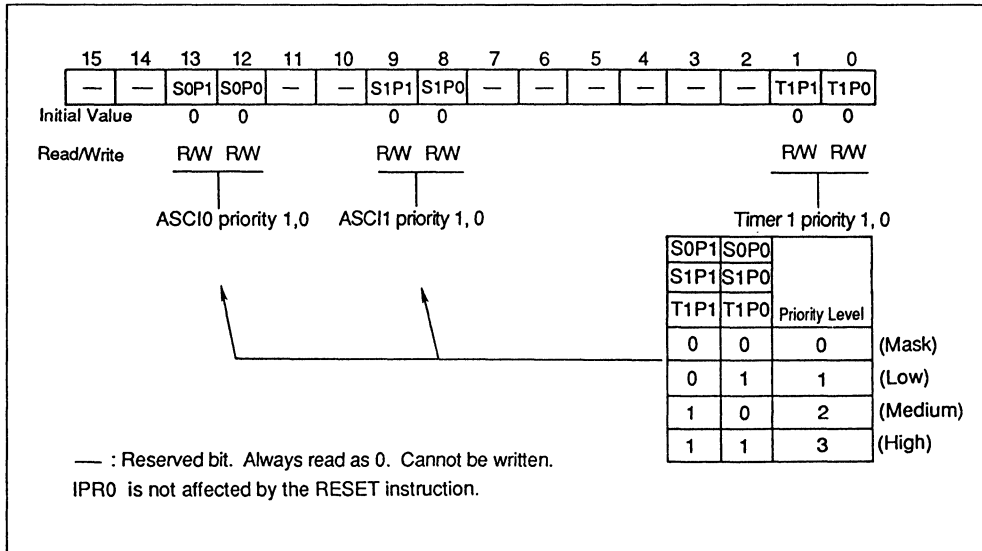 15 14 13 12 11 10 9 8 7 6 5 4 3 2 1 0
— — S0P1 S0P0 — — S1P1 S1P0 — — — — — — T1P1 T1P0
Initial Value 0 0 0 0 0 0
Read/Write R/W R/W R/W R/W R/W R/W
ASCI0 priority 1,0 ASCI1 priority 1, 0 Timer 1 priority 1, 0
S0P1 S0P0
S1P1 S1P0
T1P1 T1P0 Priority Level
0 0 0 (Mask)
0 1 1 (Low)
1 0 2 (Medium)
1 1 3 (High)
— : Reserved bit. Always read as 0. Cannot be written.
IPR0 is not affected by the RESET instruction.